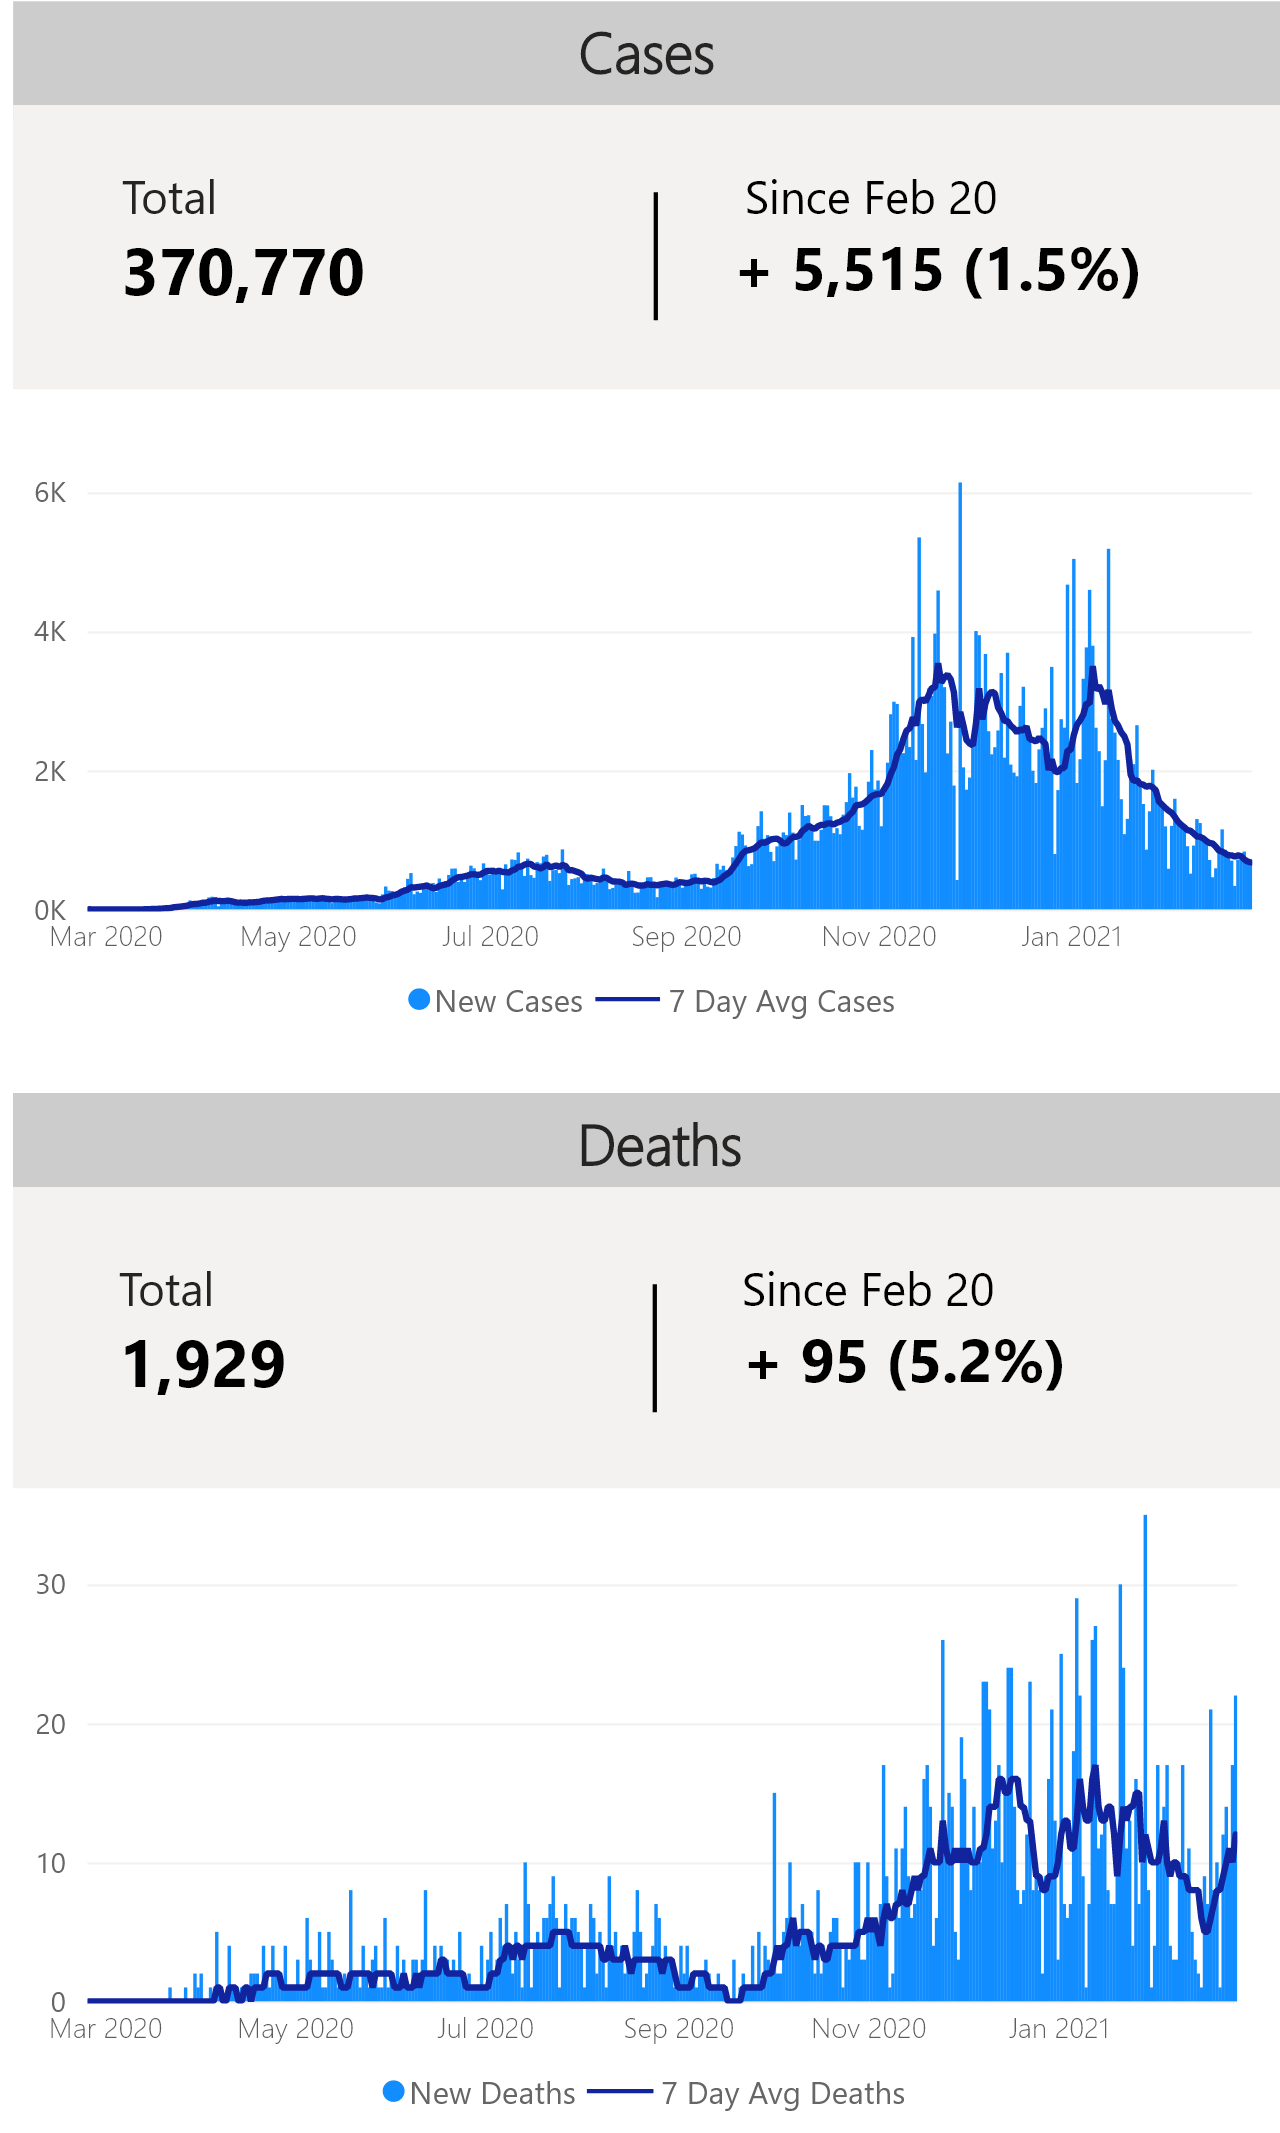 Cases
Total
Since Feb 20
370,770
+ 5,515 (1.5%)
6K
4K
2K
0K
Mar 2020 May 2020 Jul 2020 Sep 2020 Nov 2020 Jan 2021
New Cases 7 Day Avg Cases
Deaths
Total
Since Feb 20
1,929
+ 95 (5.2%)
30
20
10
0
Mar 2020 May 2020 Jul 2020 Sep 2020 Nov 2020 Jan 2021
New Deaths 7 Day Avg Deaths